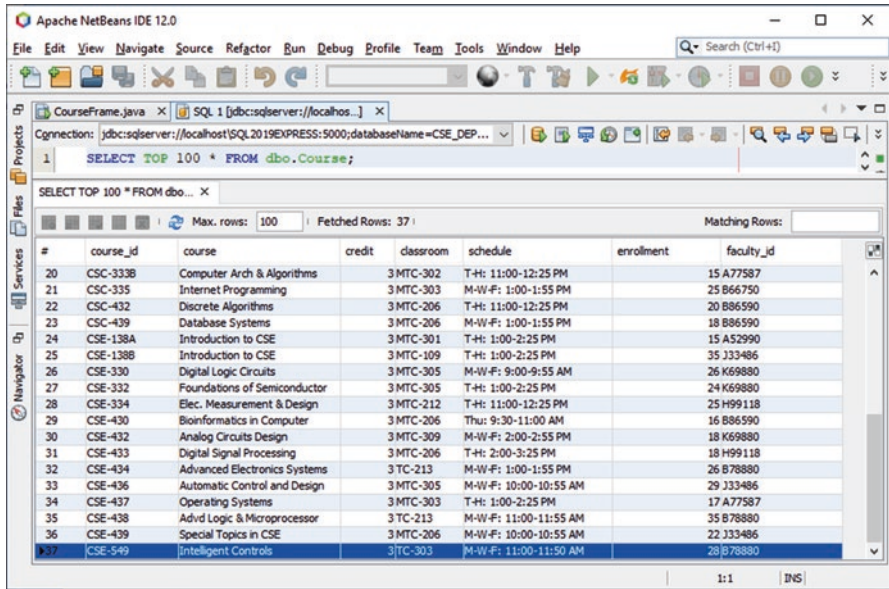 Apache NetBeans IDE 12.0
File Edit View Navigate Source Refactor Run Debug Profile Team Tools Window Help Search (Ctrl+I)
CourseFrame.java SQL 1 [jdbc:sqlserver://localhos...]
Connection: jdbc:sqlserver://localhost\SQL2019EXPRESS:5000;databaseName=CSE_DEP...
1 SELECT TOP 100 * FROM dbo.Course;
SELECT TOP 100 * FROM dbo...
Max. rows: 100 Fetched Rows: 37 Matching Rows:
# course_id course credit classroom schedule enrollment faculty_id
20 CSC-333B Computer Arch & Algorithms 3 MTC-302 T-H: 11:00-12:25 PM 15 A77587
21 CSC-335 Internet Programming 3 MTC-303 M-W-F: 1:00-1:55 PM 25 B66750
22 CSC-432 Discrete Algorithms 3 MTC-206 T-H: 11:00-12:25 PM 20 B86590
23 CSC-439 Database Systems 3 MTC-206 M-W-F: 1:00-1:55 PM 18 B86590
24 CSE-138A Introduction to CSE 3 MTC-301 T-H: 1:00-2:25 PM 15 A52990
25 CSE-138B Introduction to CSE 3 MTC-109 T-H: 1:00-2:25 PM 35 J33486
26 CSE-330 Digital Logic Circuits 3 MTC-305 M-W-F: 9:00-9:55 AM 26 K69880
27 CSE-332 Foundations of Semiconductor 3 MTC-305 T-H: 1:00-2:25 PM 24 K69880
28 CSE-334 Elec. Measurement & Design 3 MTC-212 T-H: 11:00-12:25 PM 25 H99118
29 CSE-430 Bioinformatics in Computer 3 MTC-206 Thu: 9:30-11:00 AM 16 B86590
30 CSE-432 Analog Circuits Design 3 MTC-309 M-W-F: 2:00-2:55 PM 18 K69880
31 CSE-433 Digital Signal Processing 3 MTC-206 T-H: 2:00-3:25 PM 18 H99118
32 CSE-434 Advanced Electronics Systems 3 TC-213 M-W-F: 1:00-1:55 PM 26 B78880
33 CSE-436 Automatic Control and Design 3 MTC-305 M-W-F: 10:00-10:55 AM 29 J33486
34 CSE-437 Operating Systems 3 MTC-303 T-H: 1:00-2:25 PM 17 A77587
35 CSE-438 Advd Logic & Microprocessor 3 TC-213 M-W-F: 11:00-11:55 AM 35 B78880
36 CSE-439 Special Topics in CSE 3 MTC-206 M-W-F: 10:00-10:55 AM 22 J33486
37 CSE-549 Intelligent Controls 3 TC-303 M-W-F: 11:00-11:50 AM 28 B78880
1:1 INS
Projects
Files
Services
Navigator